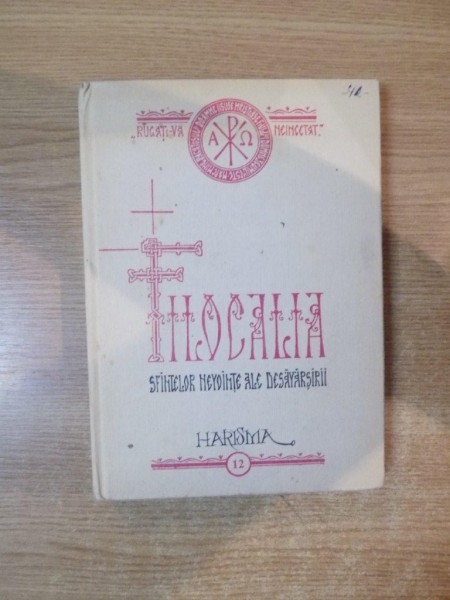 "RUGAȚI-VĂ NEINCETAT."
Α Ω
FILOCALIA
SFINTELOR NEVOINȚE ALE DESĂVÂRȘIRII
HARISMA
12